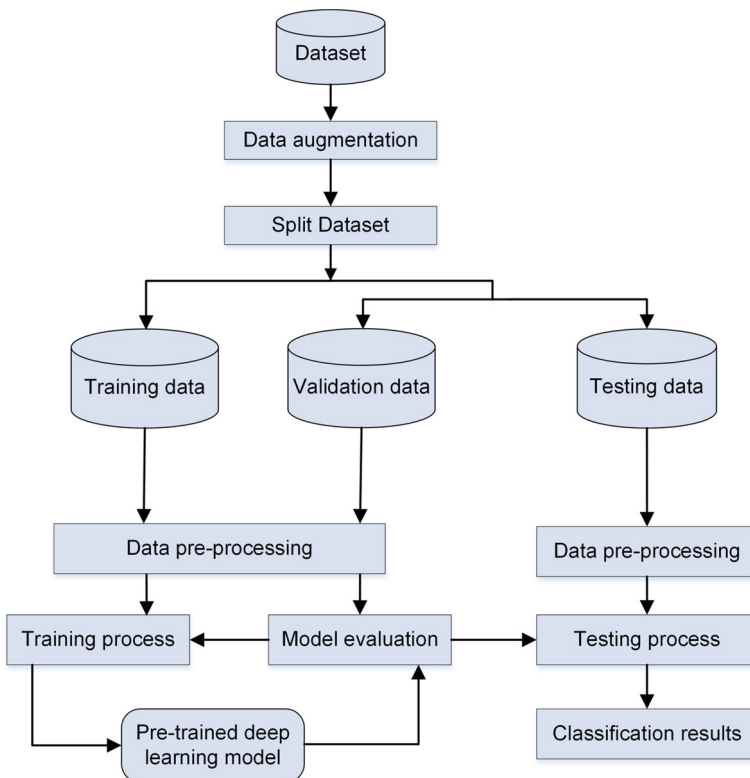 Dataset
Data augmentation
Split Dataset
Training data
Validation data
Testing data
Data pre-processing
Data pre-processing
Training process
Model evaluation
Testing process
Pre-trained deep
learning model
Classification results